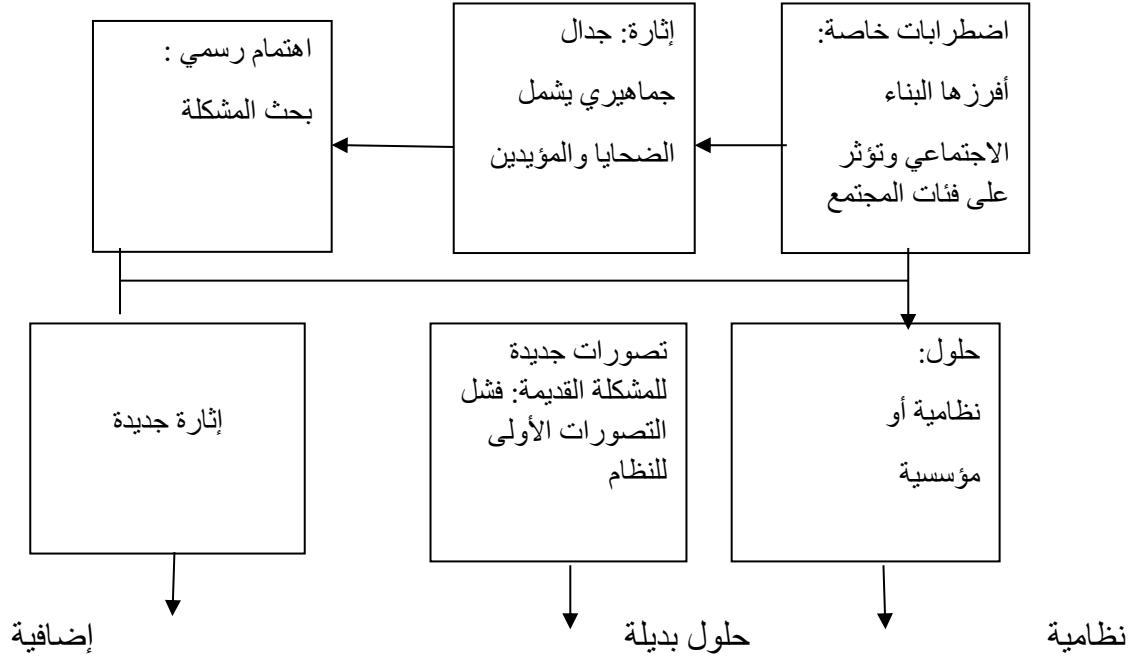 اضطرابات خاصة:
أفرزها البناء
الاجتماعي وتؤثر
على فئات المجتمع
إثارة: جدال
جماهيري يشمل
الضحايا والمؤيدين
اهتمام رسمي :
بحث المشكلة
حلول:
نظامية أو
مؤسسية
تصورات جديدة
للمشكلة القديمة: فشل
التصورات الأولى
للنظام
إثارة جديدة
نظامية
حلول بديلة
إضافية